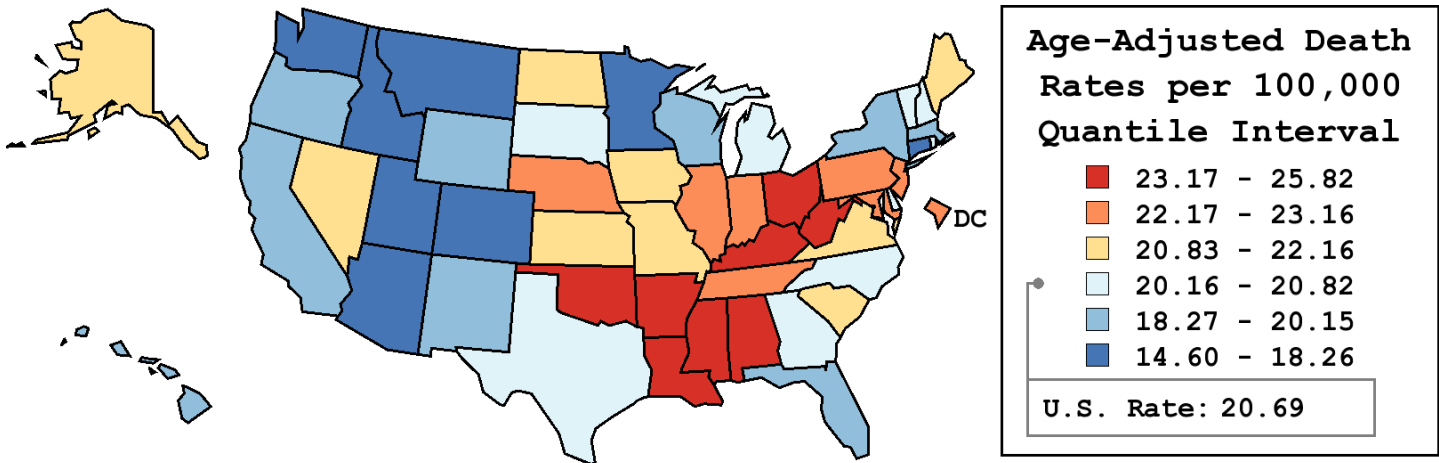 Age-Adjusted Death
Rates per 100,000
Quantile Interval
23.17 - 25.82
22.17 - 23.16
20.83 - 22.16
20.16 - 20.82
18.27 - 20.15
14.60 - 18.26
U.S. Rate: 20.69
DC